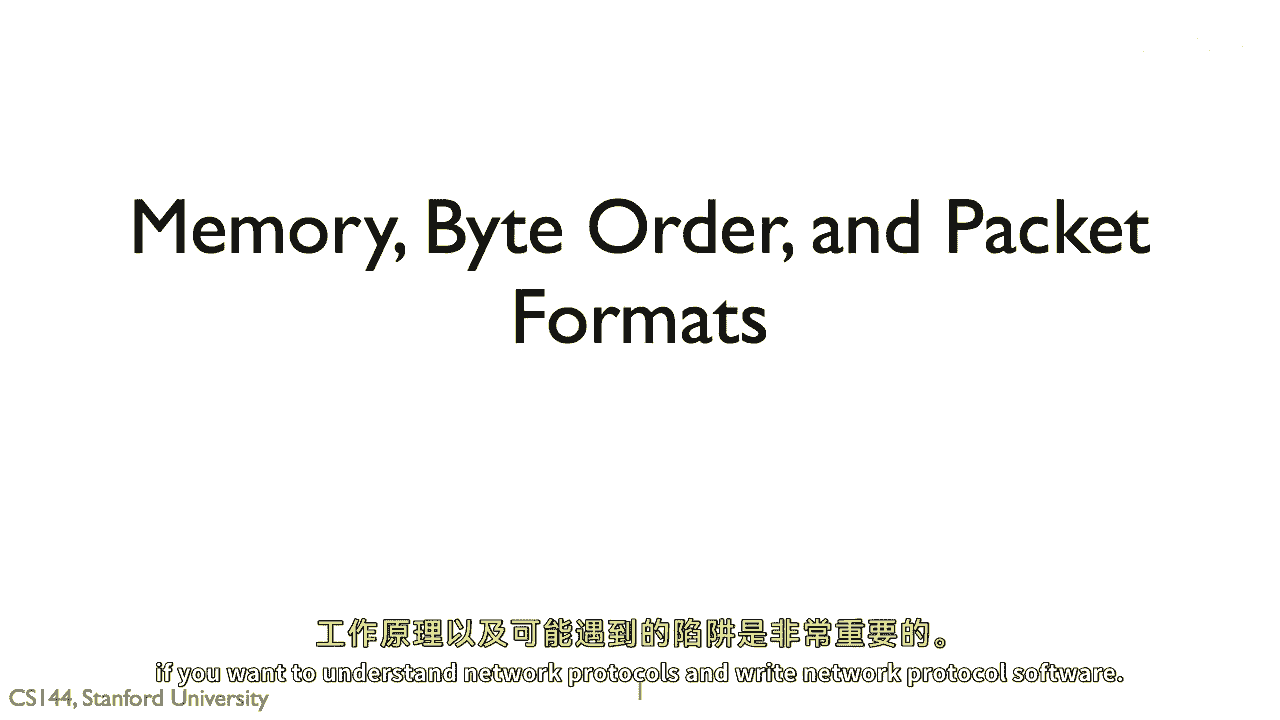 Memory, Byte Order, and Packet
Formats
工作原理以及可能遇到的陷阱是非常重要的。
if you want to understand network protocols and write network protocol software.
CS144, Stanford University
1